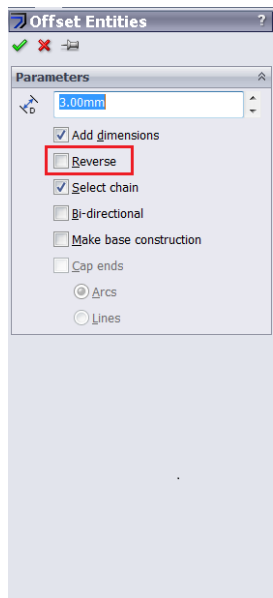 Offset Entities ?
Parameters
D 3.00mm
Add dimensions
Reverse
Select chain
Bi-directional
Make base construction
Cap ends
Arcs
Lines